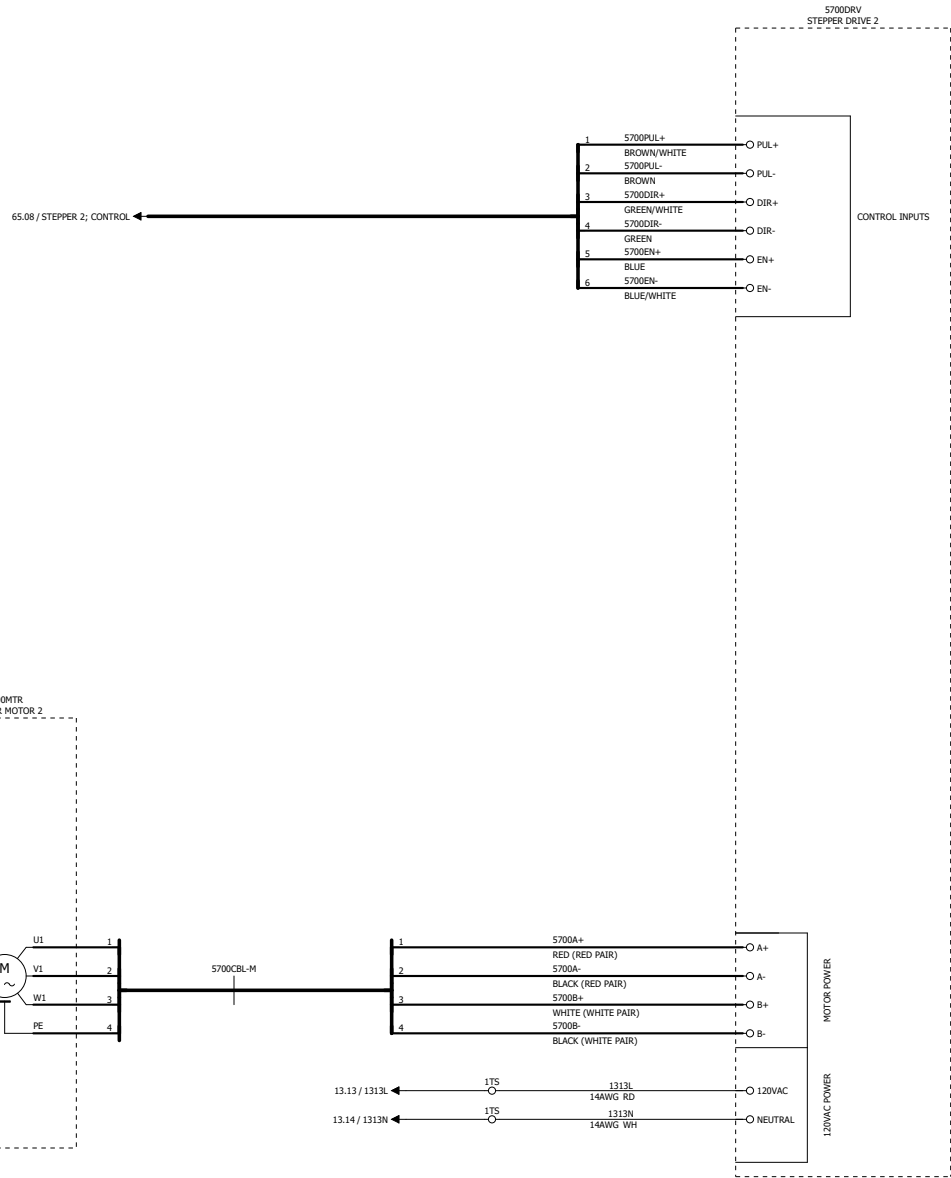 5700DRV
STEPPER DRIVE 2
1 5700PUL+
BROWN/WHITE
PUL+
2 5700PUL-
BROWN
PUL-
3 5700DIR+
GREEN/WHITE
DIR+
65.08 / STEPPER 2; CONTROL
CONTROL INPUTS
4 5700DIR-
GREEN
DIR-
5 5700EN+
BLUE
EN+
6 5700EN-
BLUE/WHITE
EN-
0MTR
R MOTOR 2
M
~
U1 1
V1 2
W1 3
PE 4
5700CBL-M
1 5700A+
RED (RED PAIR)
A+
2 5700A-
BLACK (RED PAIR)
A-
3 5700B+
WHITE (WHITE PAIR)
B+
4 5700B-
BLACK (WHITE PAIR)
B-
MOTOR POWER
13.13 / 1313L 1TS 1313L
14AWG RD
120VAC
13.14 / 1313N 1TS 1313N
14AWG WH
NEUTRAL
120VAC POWER